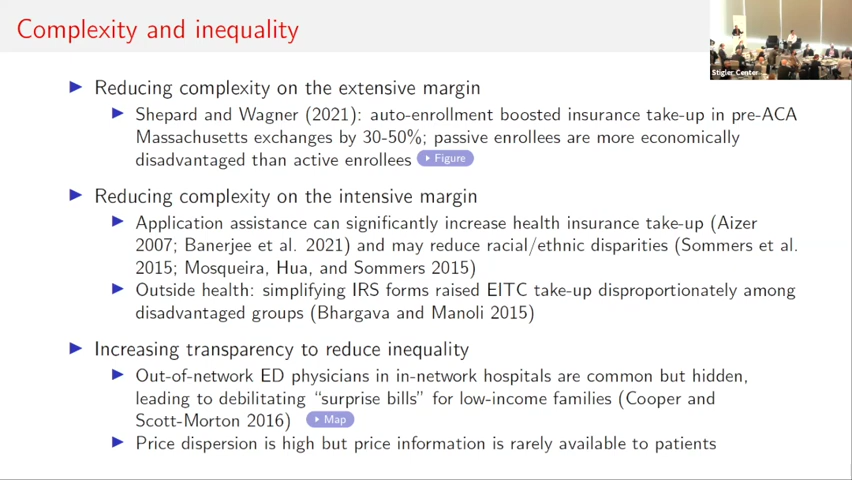 Complexity and inequality
Stigler Center
Reducing complexity on the extensive margin
Shepard and Wagner (2021): auto-enrollment boosted insurance take-up in pre-ACA
Massachusetts exchanges by 30-50%; passive enrollees are more economically
disadvantaged than active enrollees Figure
Reducing complexity on the intensive margin
Application assistance can significantly increase health insurance take-up (Aizer
2007; Banerjee et al. 2021) and may reduce racial/ethnic disparities (Sommers et al.
2015; Mosqueira, Hua, and Sommers 2015)
Outside health: simplifying IRS forms raised EITC take-up disproportionately among
disadvantaged groups (Bhargava and Manoli 2015)
Increasing transparency to reduce inequality
Out-of-network ED physicians in in-network hospitals are common but hidden,
leading to debilitating “surprise bills” for low-income families (Cooper and
Scott-Morton 2016) Map
Price dispersion is high but price information is rarely available to patients